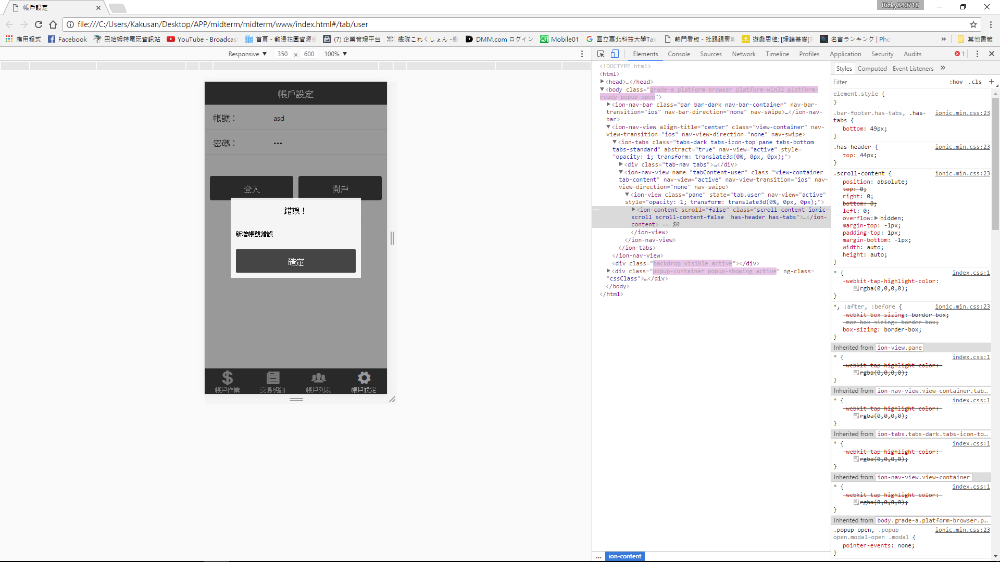 帳戶設定
Ricky840718
file:///C:/Users/Kakusan/Desktop/APP/midterm/midterm/www/index.html#/tab/user
應用程式 Facebook 巴哈姆特電玩資訊站 YouTube - Broadcast 首頁 - 動漫花園資源 (7) 企業管理平台 艦隊これくしょん -艦 DMM.com ログイン Mobile01 國立臺北科技大學Tai 熱門看板 - 批踢踢實 遊戲思維: [理論基礎] 名言ランキング | Pho » 其他書籤
Responsive 350 × 600 100%
Elements Console Sources Network Timeline Profiles Application Security Audits 1
帳戶設定
帳號： asd
密碼： •••
登入 開戶
錯誤！
新增帳號錯誤
確定
帳戶作業 交易明細 帳戶列表 帳戶設定
<!DOCTYPE html>
<html>
<head>…</head>
<body class="grade-a platform-browser platform-win32 platform-
ready popup-open">
<ion-nav-bar class="bar bar-dark nav-bar-container" nav-bar-
transition="ios" nav-bar-direction="none" nav-swipe>…</ion-nav-
bar>
<ion-nav-view align-title="center" class="view-container" nav-
view-transition="ios" nav-view-direction="none" nav-swipe>
<ion-tabs class="tabs-dark tabs-icon-top pane tabs-bottom
tabs-standard" abstract="true" nav-view="active" style=
"opacity: 1; transform: translate3d(0%, 0px, 0px);">
<div class="tab-nav tabs">…</div>
<ion-nav-view name="tabContent-user" class="view-container
tab-content" nav-view="active" nav-view-transition="ios" nav-
view-direction="none" nav-swipe>
<ion-view class="pane" state="tab.user" nav-view="active"
style="opacity: 1; transform: translate3d(0%, 0px, 0px);">
<ion-content scroll="false" class="scroll-content ionic-
scroll scroll-content-false  has-header has-tabs">…</ion-
content> == $0
</ion-view>
</ion-nav-view>
</ion-tabs>
</ion-nav-view>
<div class="backdrop visible active"></div>
<div class="popup-container popup-showing active" ng-class=
"cssClass">…</div>
</body>
</html>
... ion-content
Styles Computed Event Listeners »
Filter :hov .cls +
element.style {
}
.bar-footer.has-tabs, .has- ionic.min.css:23
tabs {
bottom: 49px;
}
.has-header { ionic.min.css:23
top: 44px;
}
.scroll-content { ionic.min.css:23
position: absolute;
top: 0;
right: 0;
bottom: 0;
left: 0;
overflow: hidden;
margin-top: -1px;
padding-top: 1px;
margin-bottom: -1px;
width: auto;
height: auto;
}
* { index.css:1
-webkit-tap-highlight-color:
rgba(0,0,0,0);
}
*, :after, :before { ionic.min.css:23
-webkit-box-sizing: border-box;
-moz-box-sizing: border-box;
box-sizing: border-box;
}
Inherited from ion-view.pane
* { index.css:1
-webkit-tap-highlight-color:
rgba(0,0,0,0);
}
Inherited from ion-nav-view.view-container.tab…
* { index.css:1
-webkit-tap-highlight-color:
rgba(0,0,0,0);
}
Inherited from ion-tabs.tabs-dark.tabs-icon-to…
* { index.css:1
-webkit-tap-highlight-color:
rgba(0,0,0,0);
}
Inherited from ion-nav-view.view-container
* { index.css:1
-webkit-tap-highlight-color:
rgba(0,0,0,0);
}
Inherited from body.grade-a.platform-browser.p…
.popup-open, .popup- ionic.min.css:23
open.modal-open .modal {
pointer-events: none;
}